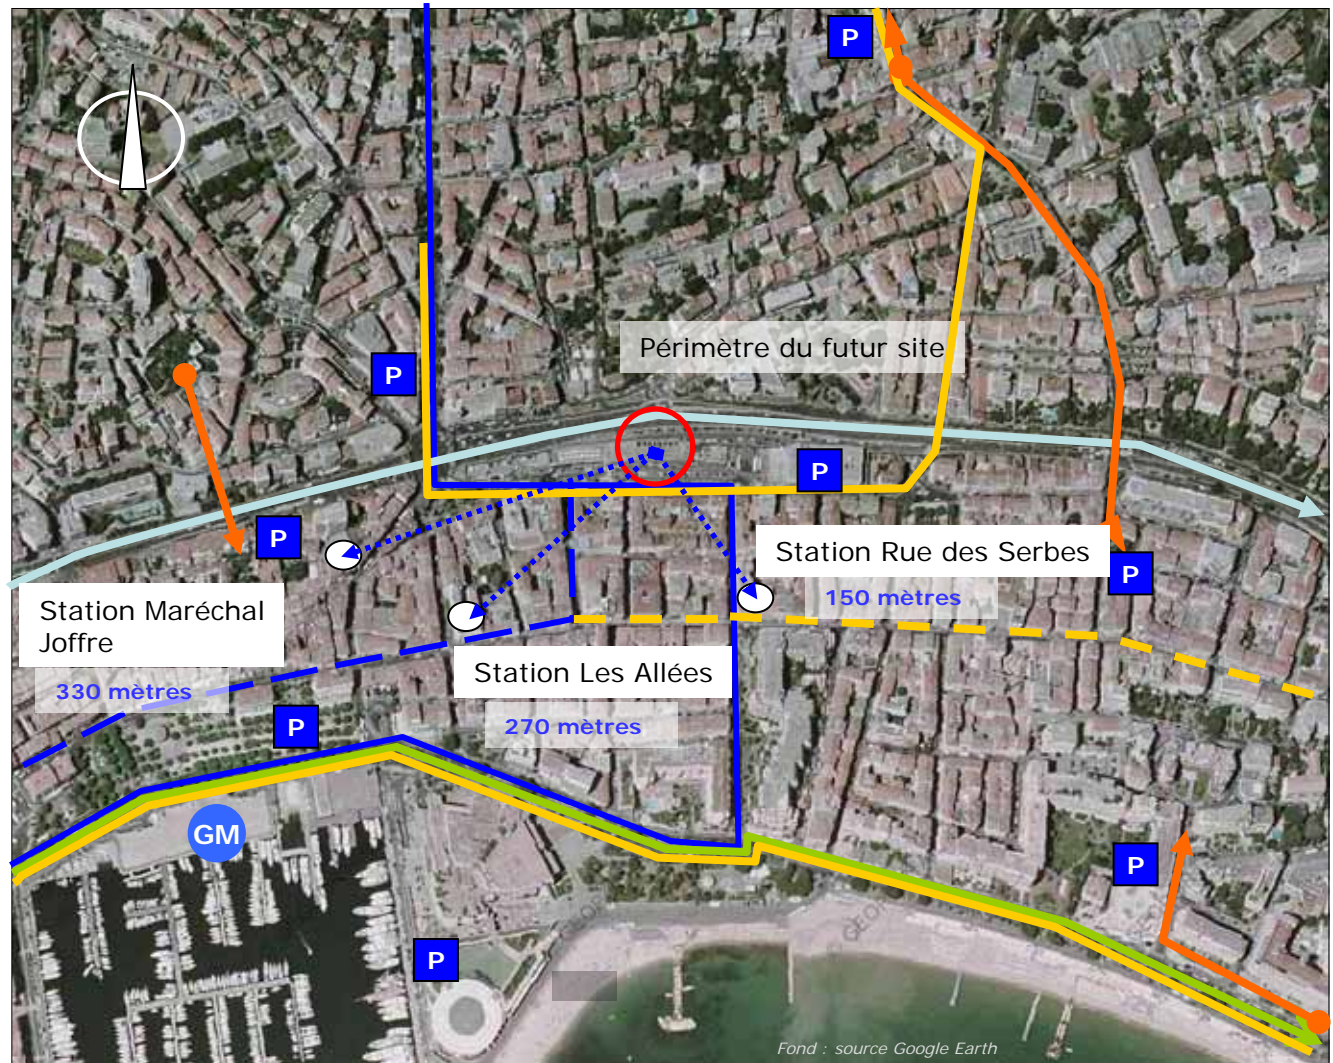 P
Périmètre du futur site
P
P
P
Station Rue des Serbes
P
150 mètres
Station Maréchal
Joffre
330 mètres
Station Les Allées
270 mètres
P
GM
P
P
Fond : source Google Earth